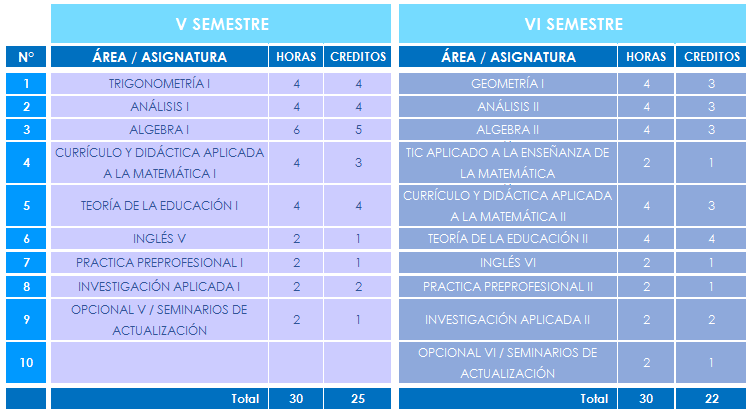 V SEMESTRE VI SEMESTRE
N° ÁREA / ASIGNATURA HORAS CREDITOS ÁREA / ASIGNATURA HORAS CREDITOS
1 TRIGONOMETRÍA I 4 4 GEOMETRÍA I 4 3
2 ANÁLISIS I 4 4 ANÁLISIS II 4 3
3 ALGEBRA I 6 5 ALGEBRA II 4 3
4 CURRÍCULO Y DIDÁCTICA APLICADA
A LA MATEMÁTICA I 4 3 TIC APLICADO A LA ENSEÑANZA DE
LA MATEMÁTICA 2 1
5 TEORÍA DE LA EDUCACIÓN I 4 4 CURRÍCULO Y DIDÁCTICA APLICADA
A LA MATEMÁTICA II 4 3
6 INGLÉS V 2 1 TEORÍA DE LA EDUCACIÓN II 4 4
7 PRACTICA PREPROFESIONAL I 2 1 INGLÉS VI 2 1
8 INVESTIGACIÓN APLICADA I 2 2 PRACTICA PREPROFESIONAL II 2 1
9 OPCIONAL V / SEMINARIOS DE
ACTUALIZACIÓN 2 1 INVESTIGACIÓN APLICADA II 2 2
10 OPCIONAL VI / SEMINARIOS DE
ACTUALIZACIÓN 2 1
Total 30 25 Total 30 22